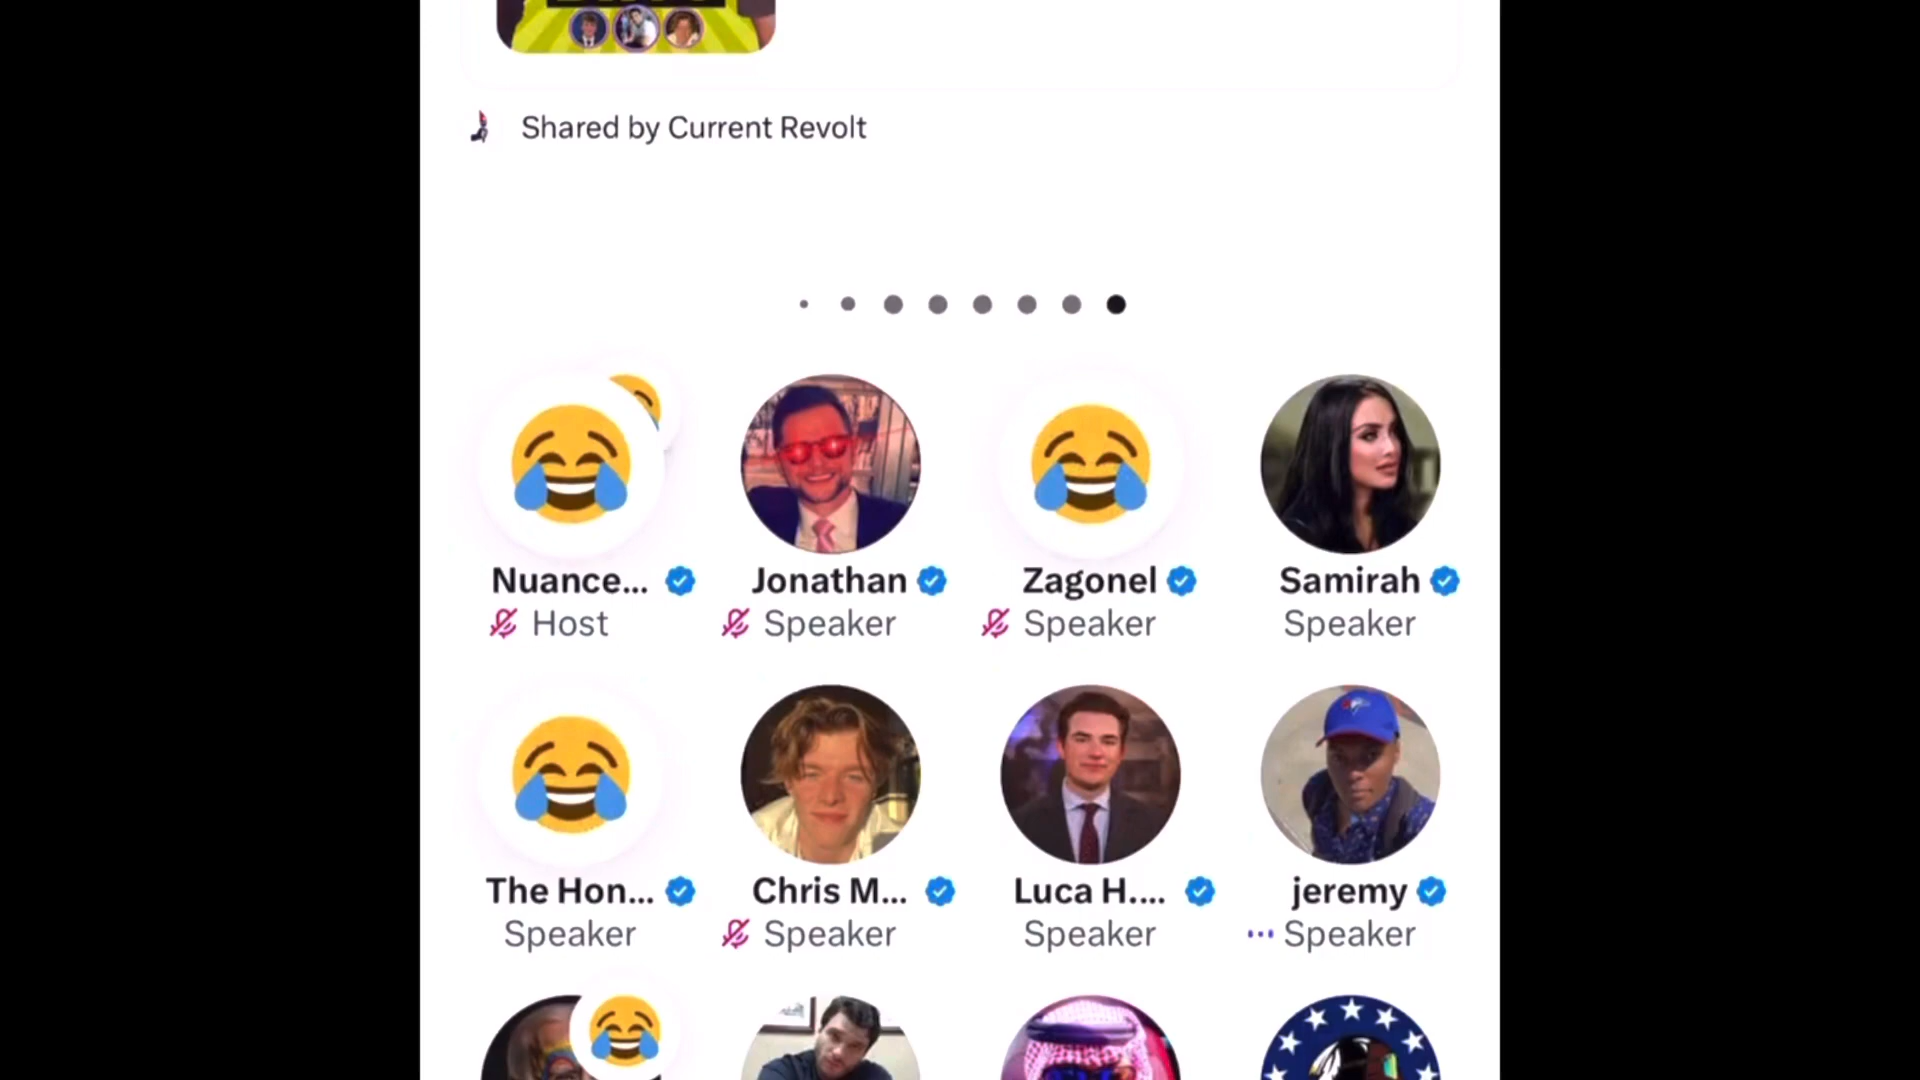 Shared by Current Revolt
Nuance... Jonathan Zagonel Samirah
Host Speaker Speaker Speaker
The Hon... Chris M... Luca H.... jeremy
Speaker Speaker Speaker Speaker